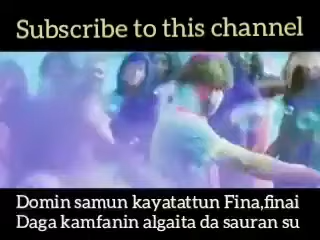 Subscribe to this channel
Domin samun kayatattun Fina,finai
Daga kamfanin algaita da sauran su